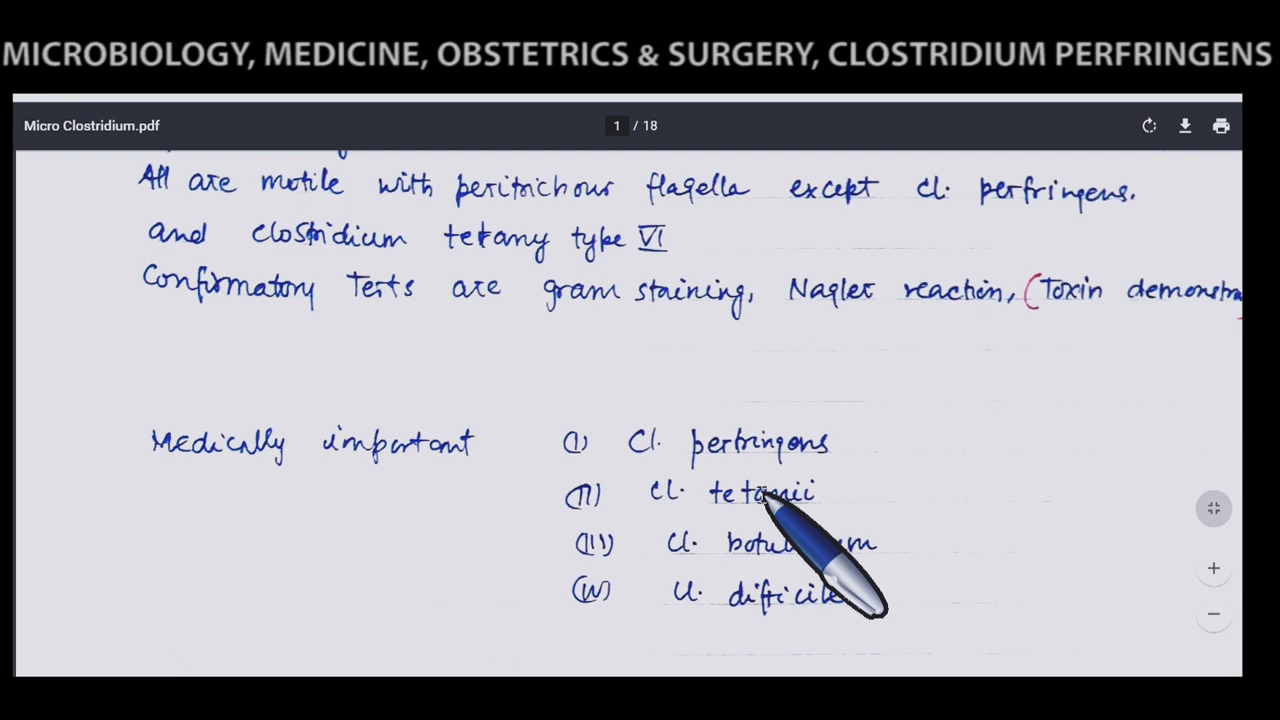 MICROBIOLOGY, MEDICINE, OBSTETRICS & SURGERY, CLOSTRIDIUM PERFRINGENS
Micro Clostridium.pdf 1 / 18
All are motile with peritrichour flagella except cl. perfringens.
and clostridium tetany type VI
Confirmatory Tests are gram staining, Nagler reaction, (Toxin
Medically important (I) Cl. perfringens
(II) cl. tetanii
(III) cl.
(IV) cl. difficile